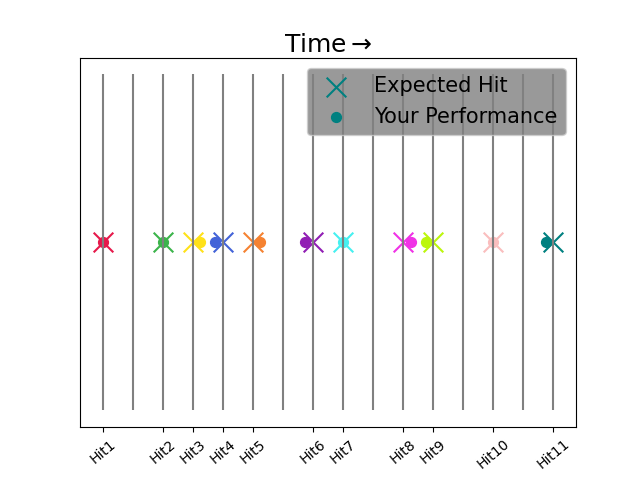 Time→
Expected Hit
Your Performance
Hit1
Hit2
Hit3
Hit4
Hit5
Hit6
Hit7
Hit8
Hit9
Hit10
Hit11